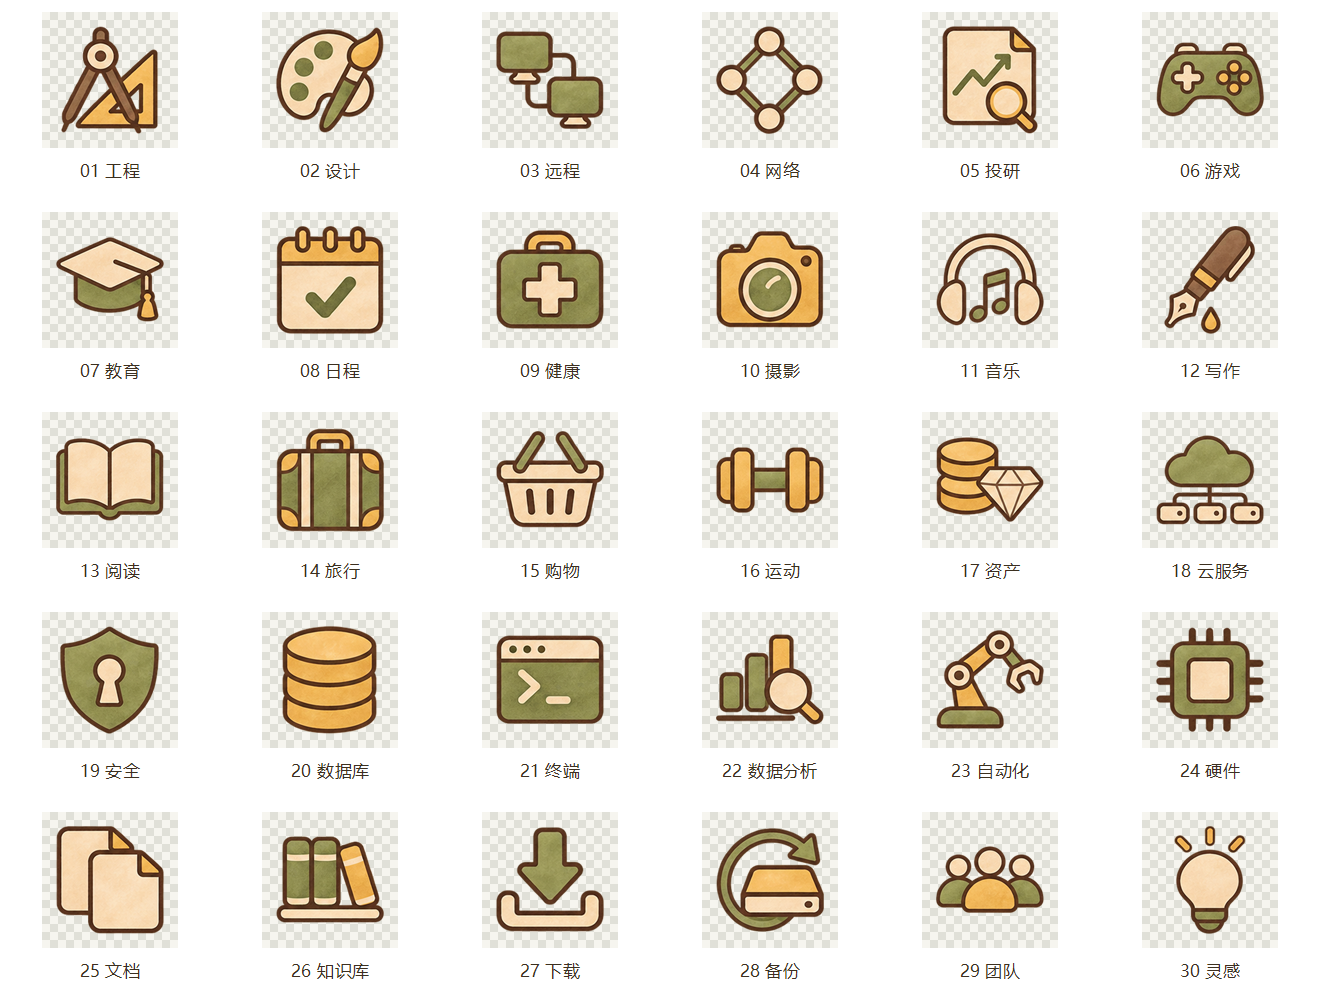 01 工程
02 设计
03 远程
04 网络
05 投研
06 游戏
07 教育
08 日程
09 健康
10 摄影
11 音乐
12 写作
13 阅读
14 旅行
15 购物
16 运动
17 资产
18 云服务
19 安全
20 数据库
21 终端
22 数据分析
23 自动化
24 硬件
25 文档
26 知识库
27 下载
28 备份
29 团队
30 灵感